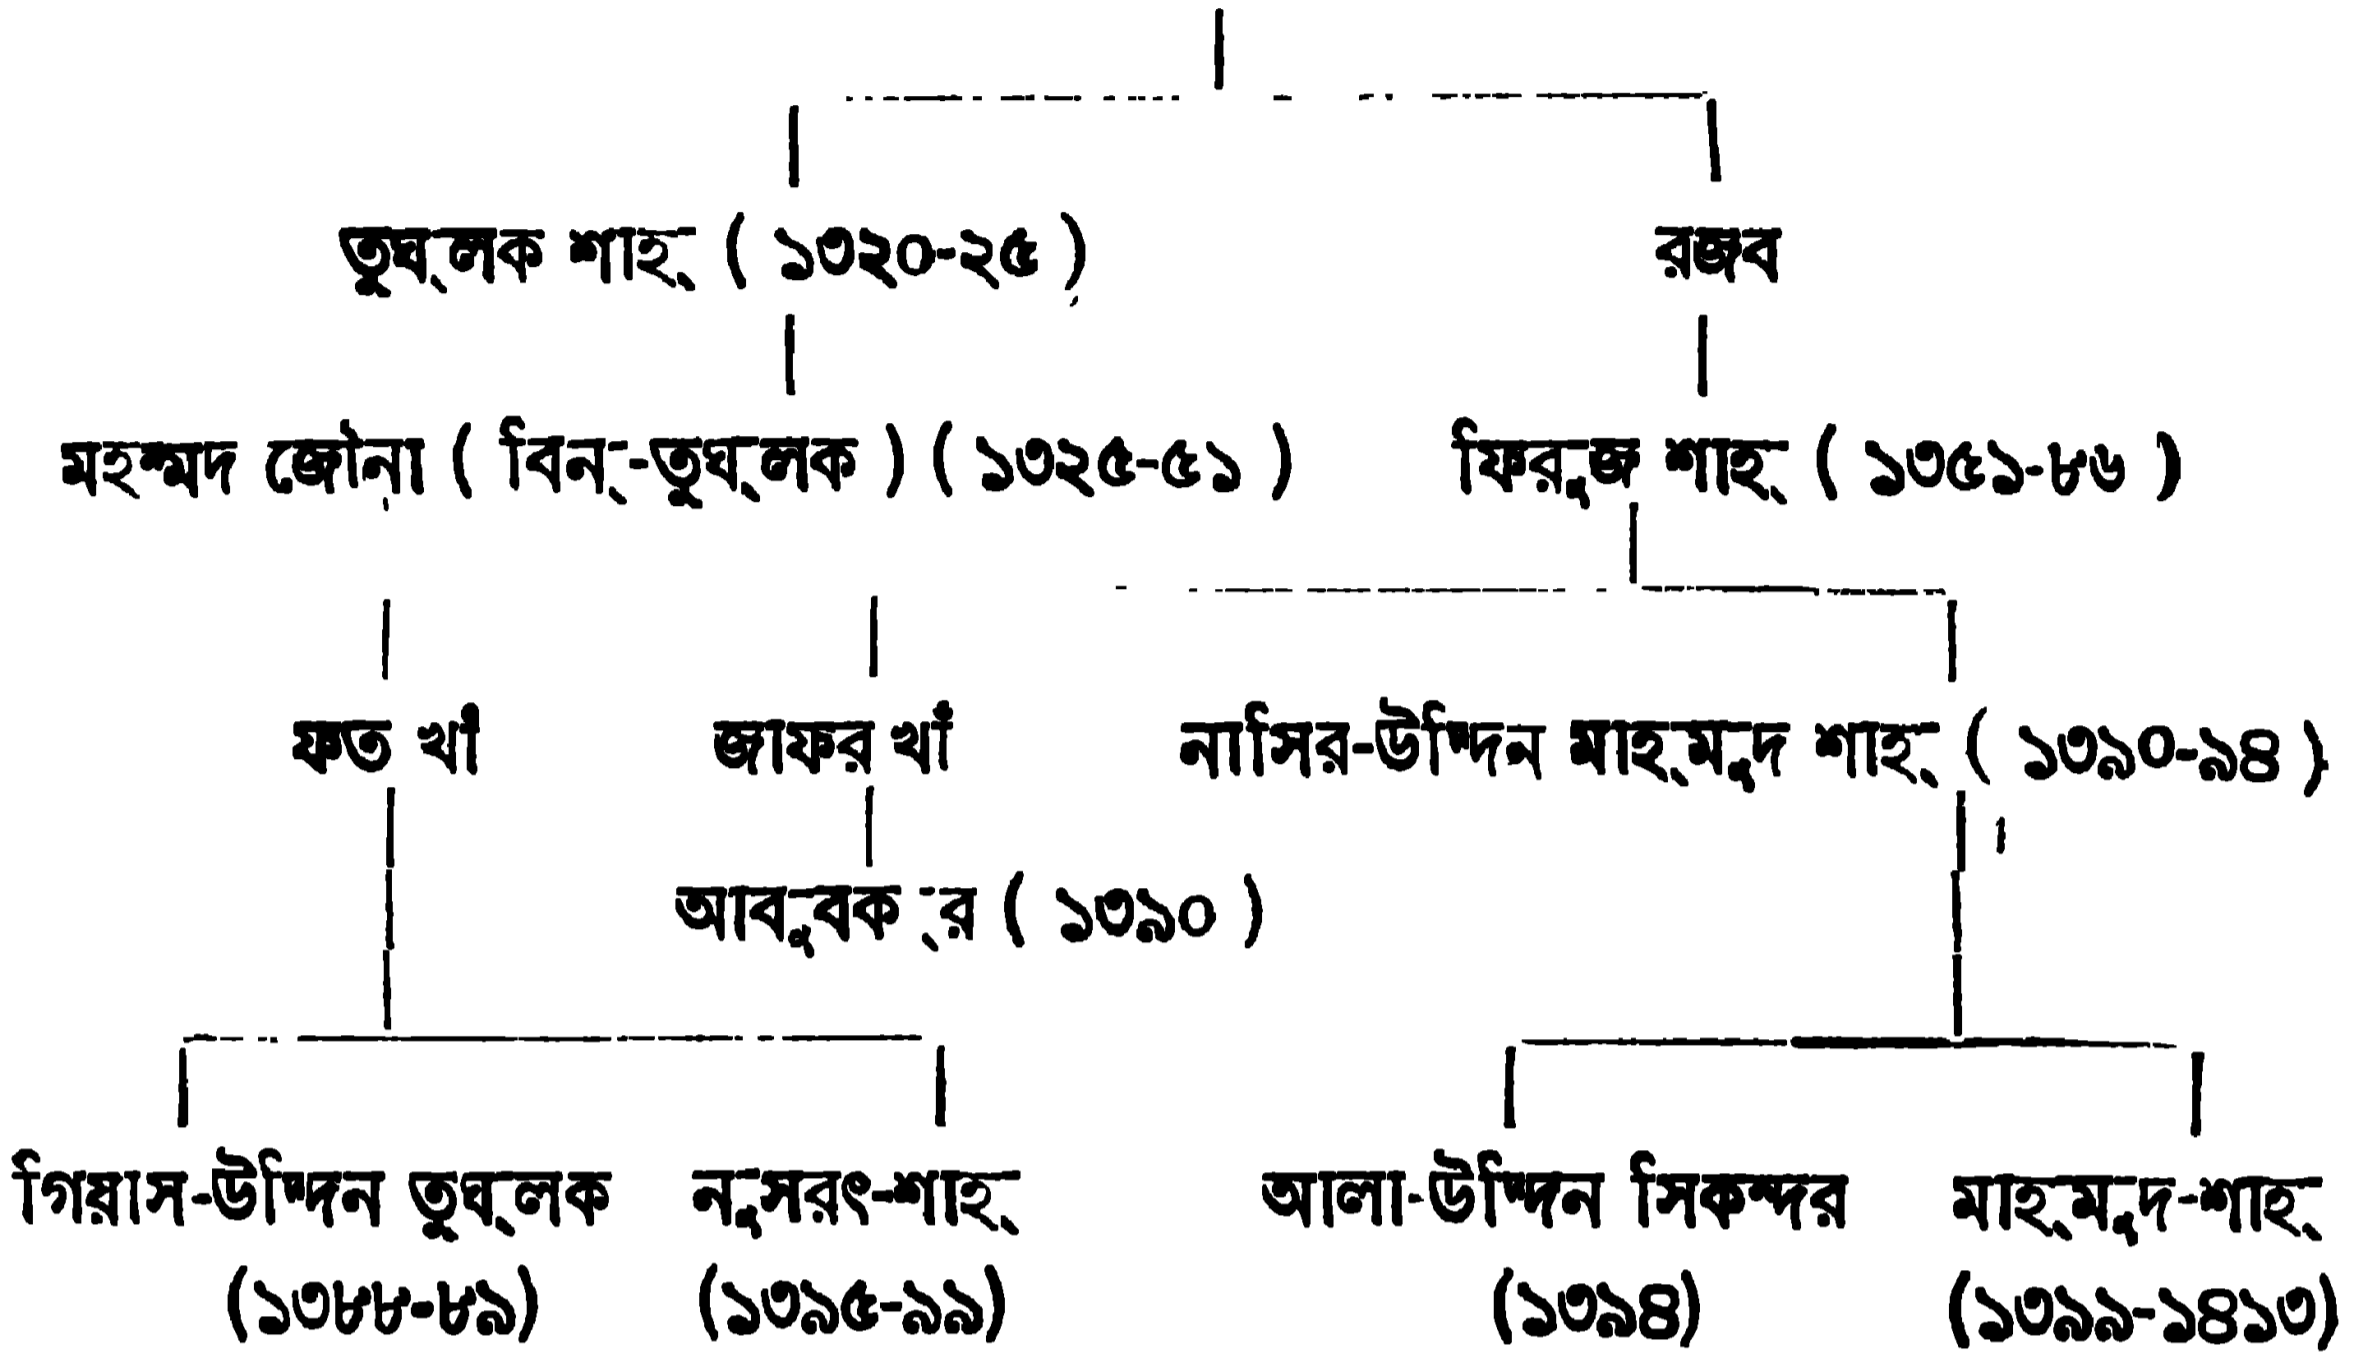 তুঘ্‌লক শাহ্ ( ১৩২০-২৫ ) রজব
মহম্মদ জৌনা ( বিন্-তুঘ্‌লক ) ( ১৩২৫-৫১ ) ফিরুজ শাহ্ ( ১৩৫১-৮৬ )
ফত খাঁ জাফর খাঁ নাসির-উদ্দিন মাহ্‌মুদ শাহ্ ( ১৩৯০-৯৪ )
আবুবক্‌র ( ১৩৯০ )
গিয়াস-উদ্দিন তুঘ্‌লক নুসরৎ-শাহ্ আলা-উদ্দিন সিকন্দর মাহ্‌মুদ-শাহ্
(১৩৮৮-৮৯) (১৩৯৫-৯৯) (১৩৯৪) (১৩৯৯-১৪১৩)